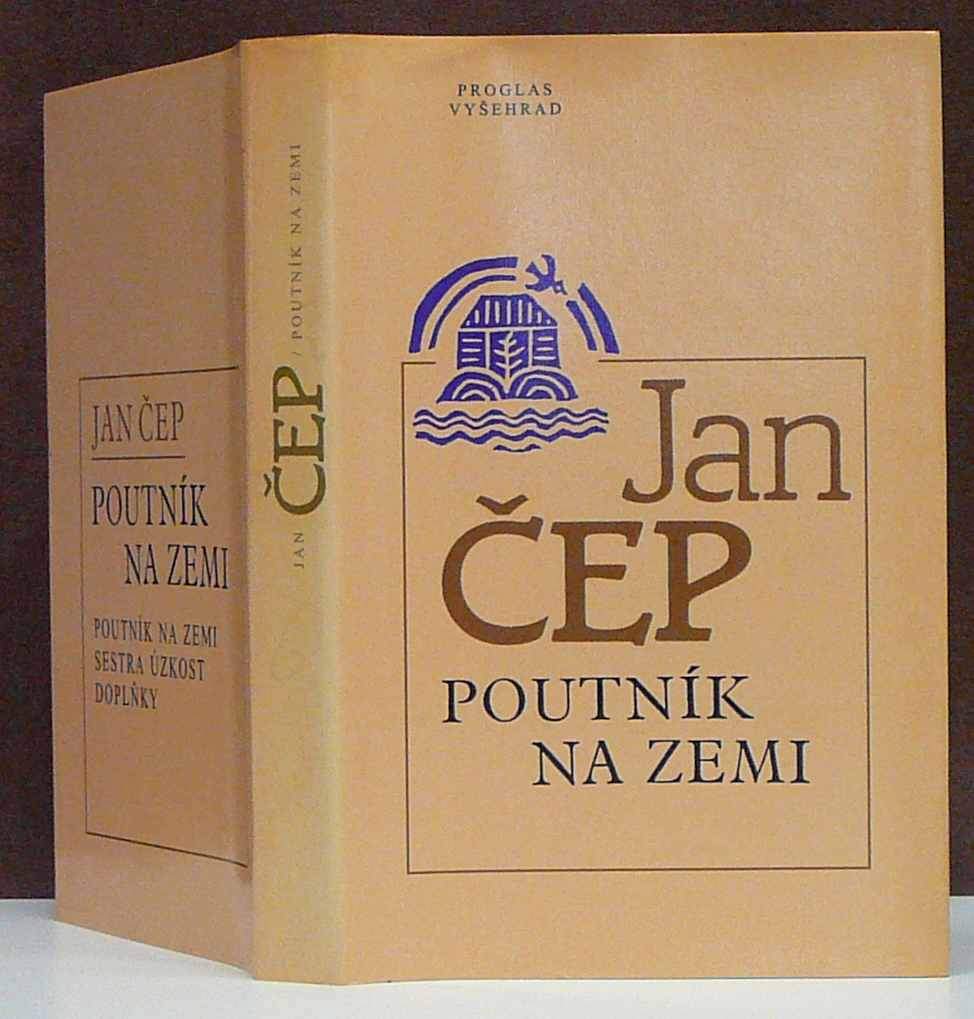 PROGLAS
VYŠEHRAD
Jan
ČEP
POUTNÍK
NA ZEMI
JAN ČEP / POUTNÍK NA ZEMI
JAN ČEP
POUTNÍK
NA ZEMI
POUTNÍK NA ZEMI
SESTRA ÚZKOST
DOPLŇKY